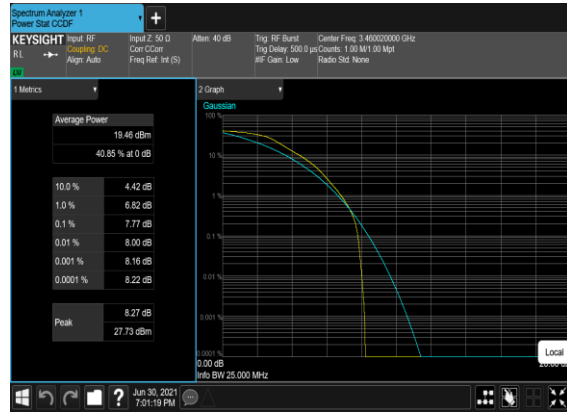 Spectrum Analyzer 1
Power Stat CCDF
KEYSIGHT
R L
Input: RF
Coupling: DC
Align: Auto
Input Z: 50 Ω
Corr CCorr
Freq Ref: Int (S)
Atten: 40 dB
Trig: RF Burst
Trig Delay: 500.0 µs
#IF Gain: Low
Center Freq: 3.460020000 GHz
Counts: 1.00 M/1.00 Mpt
Radio Std: None
1 Metrics
Average Power
19.46 dBm
40.85 % at 0 dB
10.0 % 4.42 dB
1.0 % 6.82 dB
0.1 % 7.77 dB
0.01 % 8.00 dB
0.001 % 8.16 dB
0.0001 % 8.22 dB
Peak
8.27 dB
27.73 dBm
2 Graph
Gaussian
100 %
10 %
1 %
0.1 %
0.01 %
0.001 %
0.0001 %
0.00 dB
Info BW 25.000 MHz
Local
?
Jun 30, 2021
7:01:19 PM